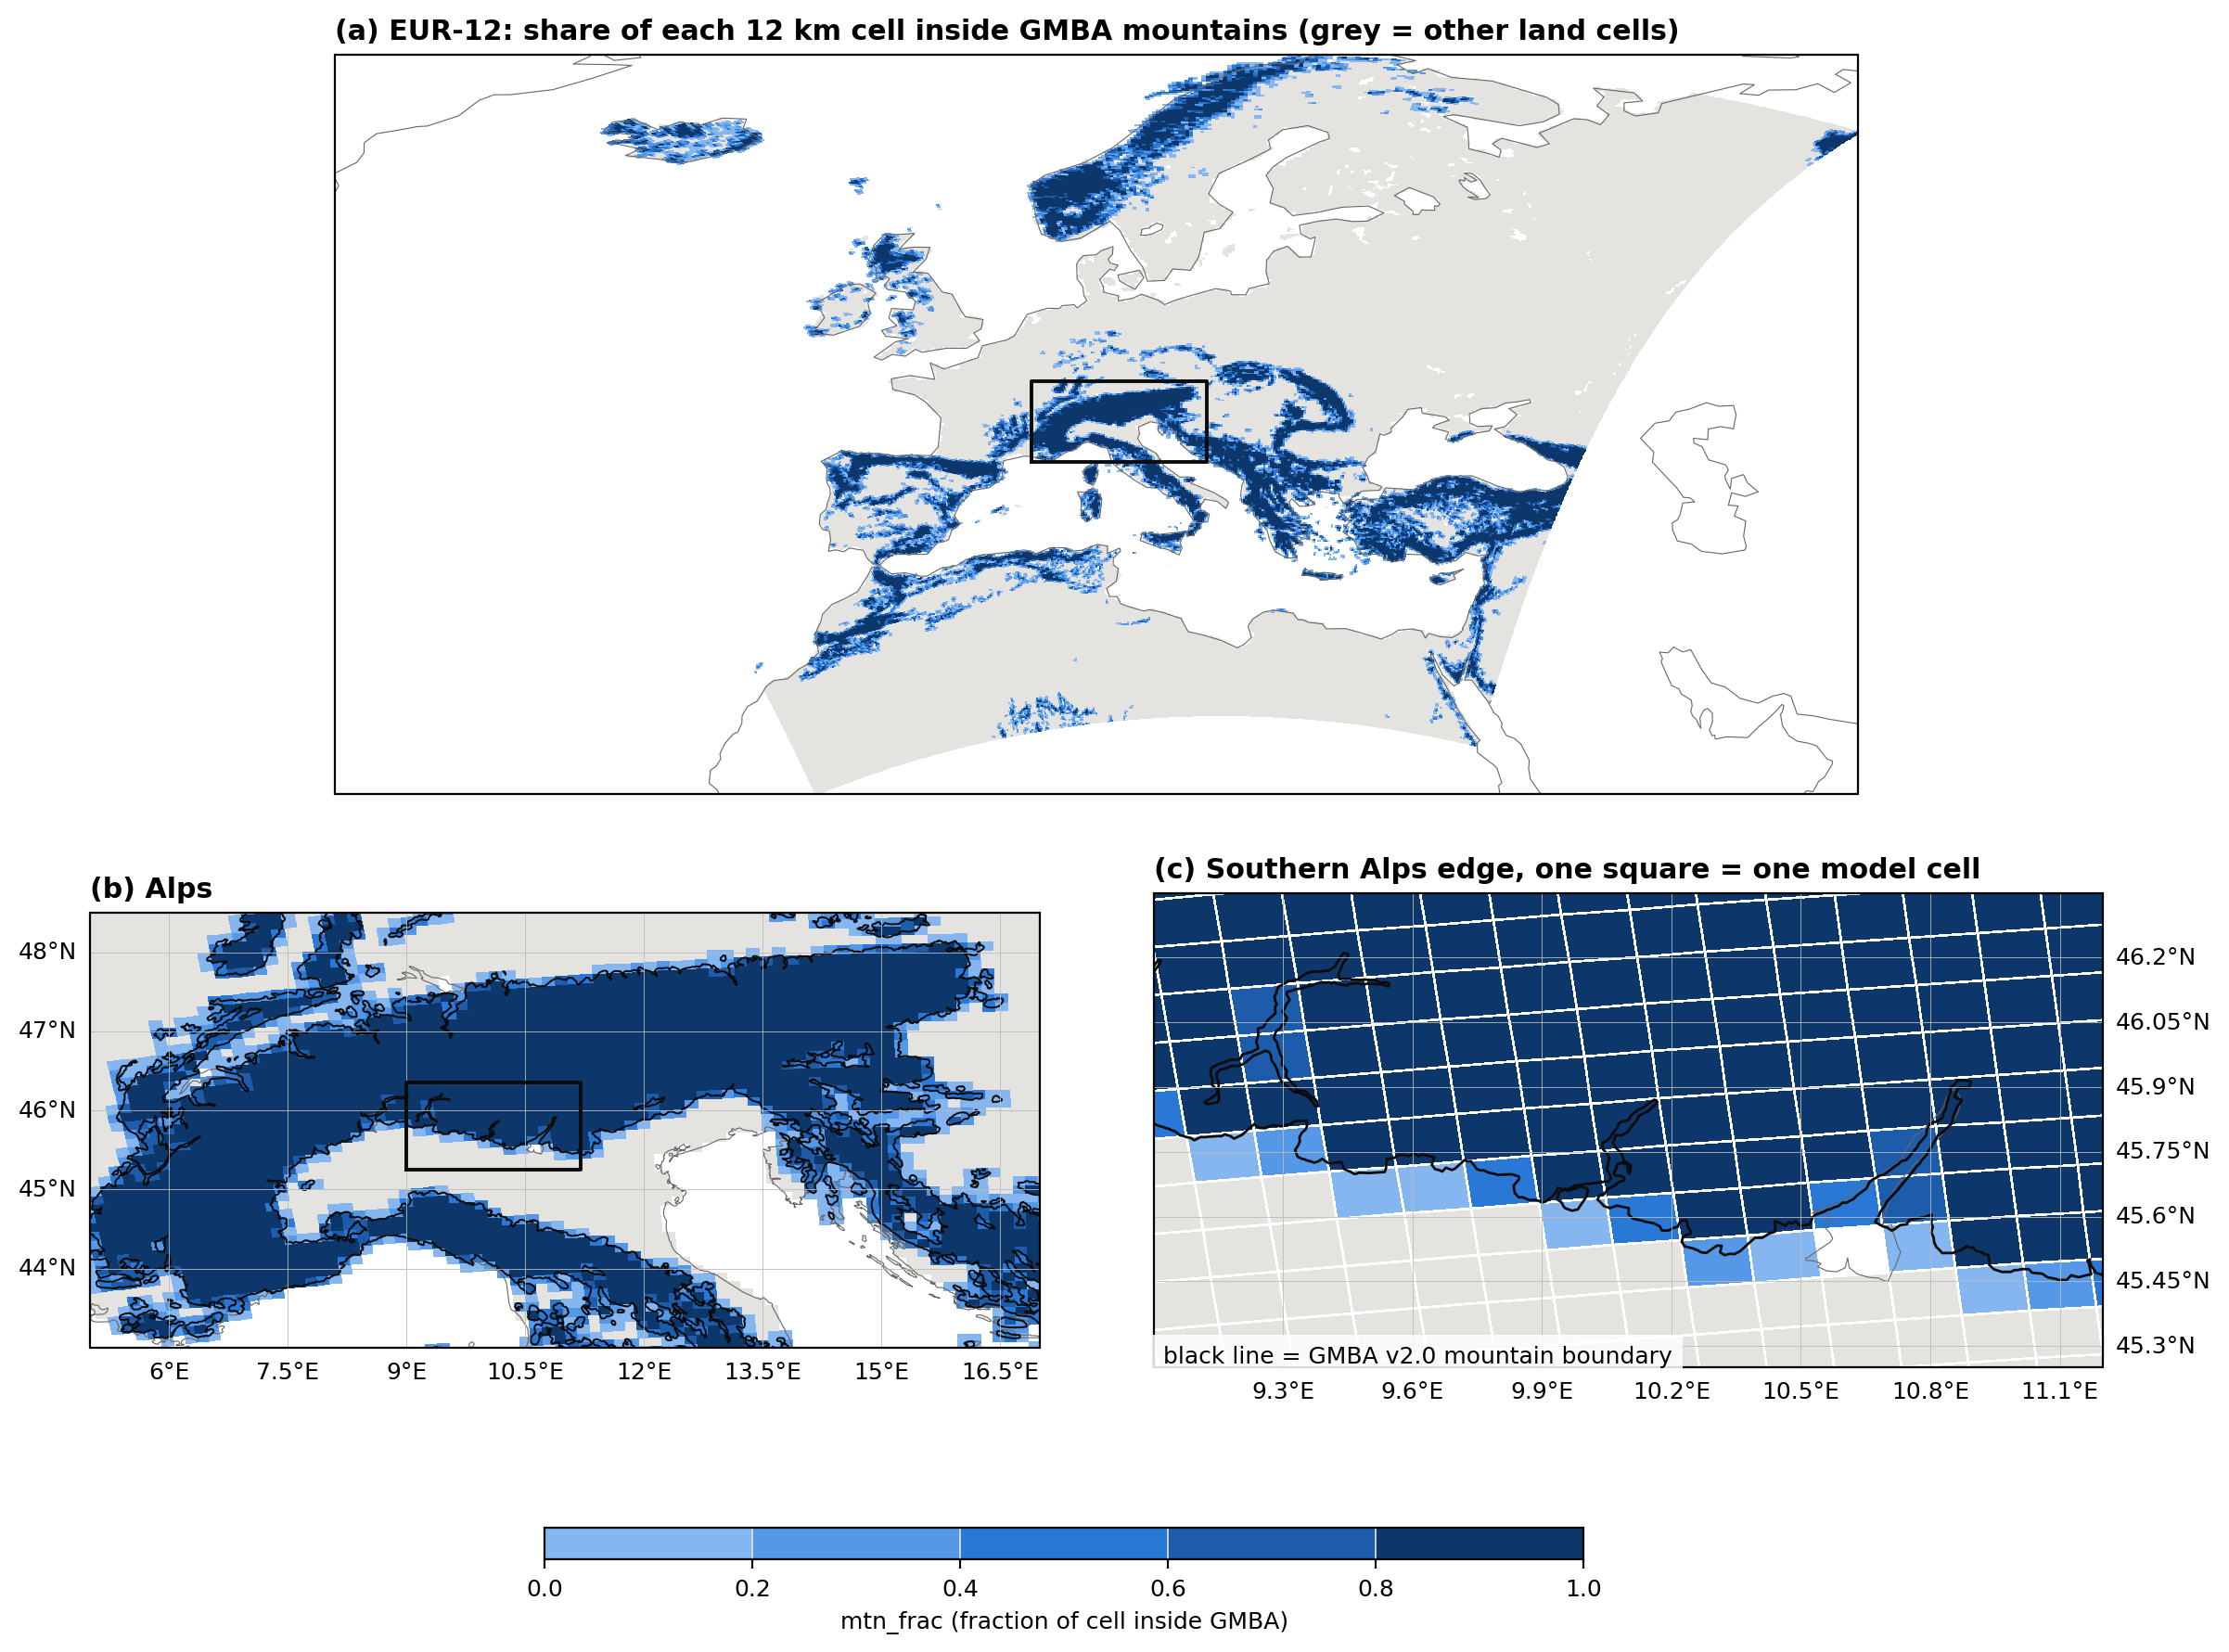 (a) EUR-12: share of each 12 km cell inside GMBA mountains (grey = other land cells)
(b) Alps
48°N
47°N
46°N
45°N
44°N
6°E 7.5°E 9°E 10.5°E 12°E 13.5°E 15°E 16.5°E
(c) Southern Alps edge, one square = one model cell
46.2°N
46.05°N
45.9°N
45.75°N
45.6°N
45.45°N
45.3°N
black line = GMBA v2.0 mountain boundary
9.3°E 9.6°E 9.9°E 10.2°E 10.5°E 10.8°E 11.1°E
0.0 0.2 0.4 0.6 0.8 1.0
mtn_frac (fraction of cell inside GMBA)